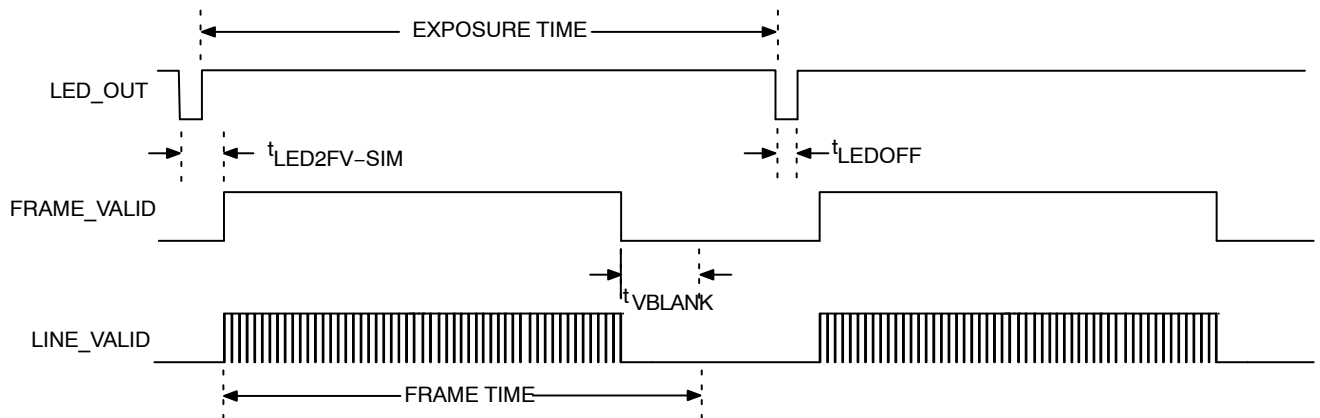 EXPOSURE TIME
LED_OUT
tLED2FV−SIM
tLEDOFF
FRAME_VALID
tVBLANK
LINE_VALID
FRAME TIME